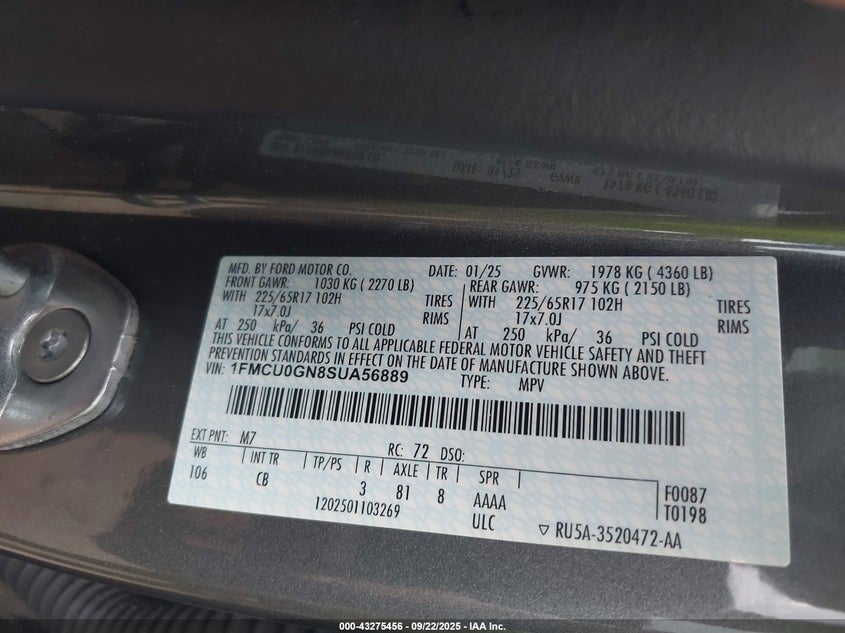 MFD. BY FORD MOTOR CO. DATE: 01/25 GVWR: 1978 KG ( 4360 LB)
FRONT GAWR: 1030 KG ( 2270 LB) REAR GAWR: 975 KG ( 2150 LB)
WITH 225/65R17 102H TIRES WITH 225/65R17 102H TIRES
17x7.0J RIMS 17x7.0J RIMS
AT 250 kPa/ 36 PSI COLD AT 250 kPa/ 36 PSI COLD
THIS VEHICLE CONFORMS TO ALL APPLICABLE FEDERAL MOTOR VEHICLE SAFETY AND THEFT
PREVENTION STANDARDS IN EFFECT ON THE DATE OF MANUFACTURE SHOWN ABOVE.
VIN: 1FMCU0GN8SUA56889 TYPE: MPV
EXT PNT: M7 RC: 72 DSO:
WB INT TR TP/PS R AXLE TR SPR
106 CB 3 81 8 AAAA F0087
1202501103269 ULC T0198
RU5A-3520472-AA
000-43275456 - 09/22/2025 - IAA Inc.